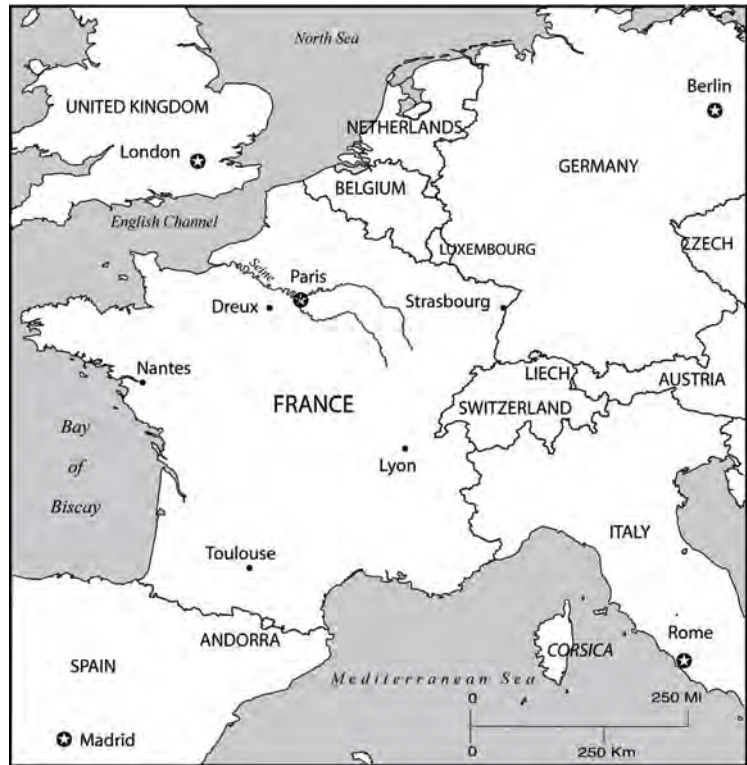 North Sea
Berlin
UNITED KINGDOM
NETHERLANDS
London
GERMANY
BELGIUM
English Channel
CZECH
LUXEMBOURG
Seine
Paris
Dreux
Strasbourg
Nantes
LIECH
AUSTRIA
FRANCE
SWITZERLAND
Bay
of
Biscay
Lyon
ITALY
Toulouse
ANDORRA
CORSICA
Rome
SPAIN
Mediterranean Sea
0 250 MI
Madrid
0 250 Km